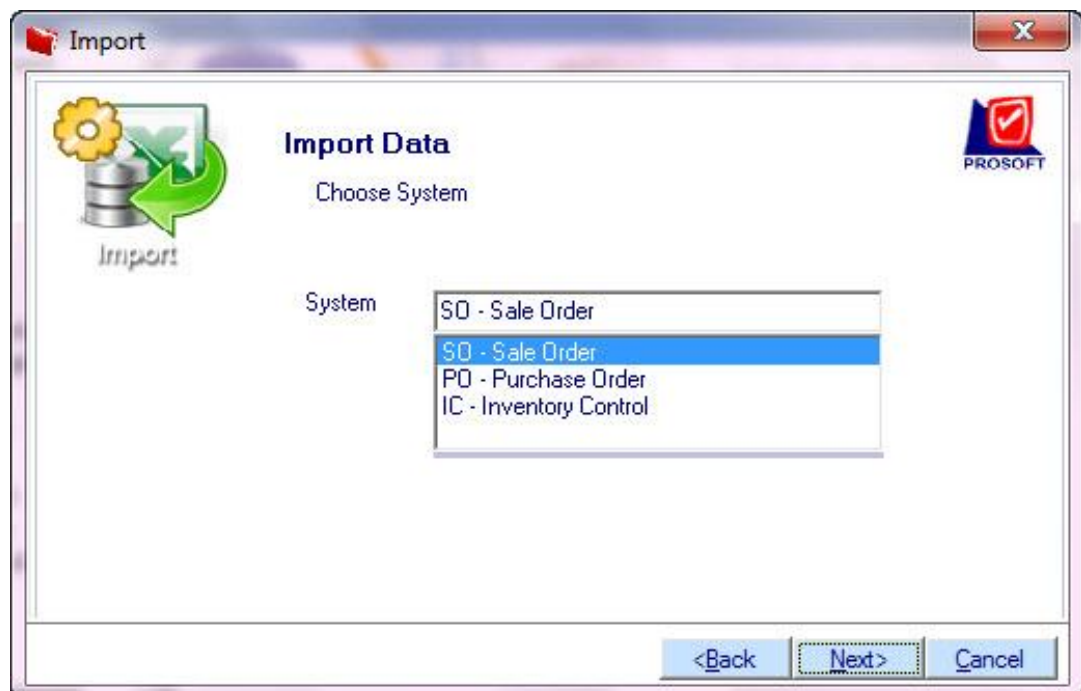 Import
Import Data
PROSOFT
Choose System
Import
System
SO - Sale Order
SO - Sale Order
PO - Purchase Order
IC - Inventory Control
<Back
Next>
Cancel